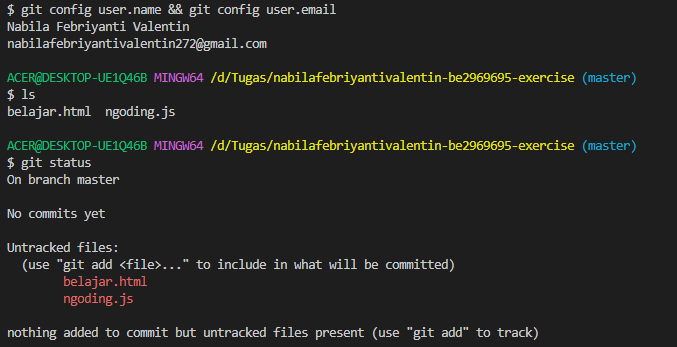 $ git config user.name && git config user.email
Nabila Febriyanti Valentin
nabilafebriyantivalentin272@gmail.com
ACER@DESKTOP-UE1Q46B MINGW64 /d/Tugas/nabilafebriyantivalentin-be2969695-exercise (master)
$ ls
belajar.html  ngoding.js
ACER@DESKTOP-UE1Q46B MINGW64 /d/Tugas/nabilafebriyantivalentin-be2969695-exercise (master)
$ git status
On branch master
No commits yet
Untracked files:
  (use "git add <file>..." to include in what will be committed)
        belajar.html
        ngoding.js
nothing added to commit but untracked files present (use "git add" to track)